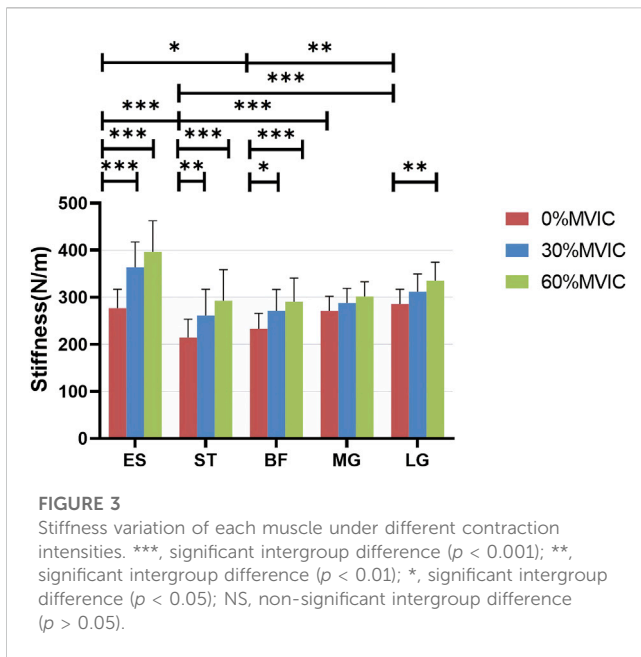 * **
***
*** ***
*** *** ***
*** ** * **
500
400
300
200
100
0
Stiffness(N/m)
ES ST BF MG LG
0%MVIC
30%MVIC
60%MVIC
FIGURE 3
Stiffness variation of each muscle under different contraction
intensities. ***, significant intergroup difference (p < 0.001); **,
significant intergroup difference (p < 0.01); *, significant intergroup
difference (p < 0.05); NS, non-significant intergroup difference
(p > 0.05).